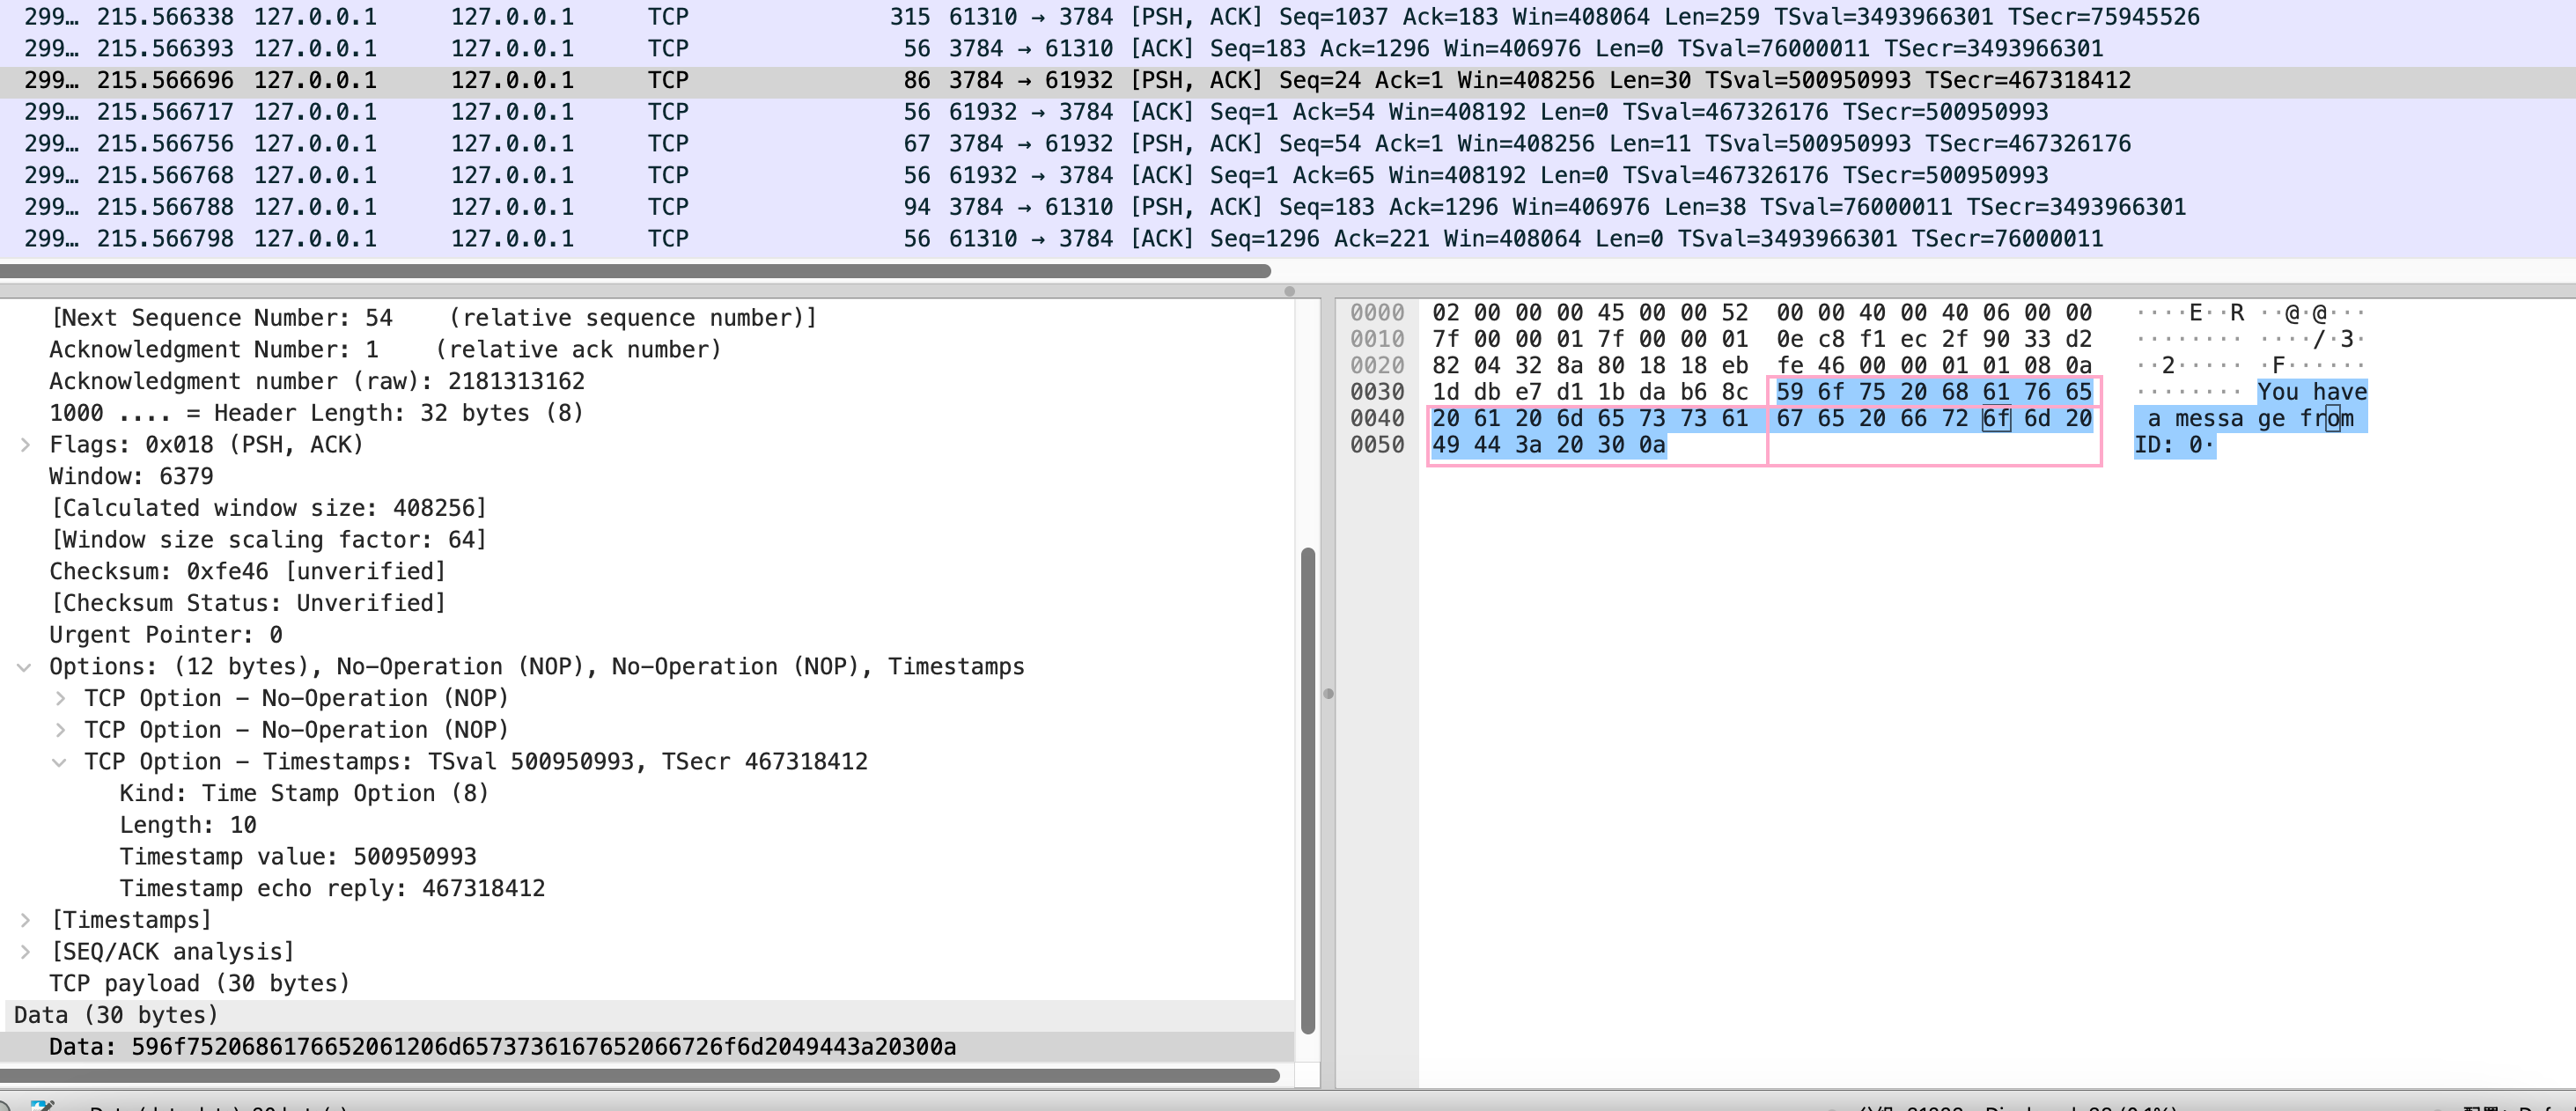 299… 215.566338 127.0.0.1 127.0.0.1 TCP 315 61310 → 3784 [PSH, ACK] Seq=1037 Ack=183 Win=408064 Len=259 TSval=3493966301 TSecr=75945526
299… 215.566393 127.0.0.1 127.0.0.1 TCP 56 3784 → 61310 [ACK] Seq=183 Ack=1296 Win=406976 Len=0 TSval=76000011 TSecr=3493966301
299… 215.566696 127.0.0.1 127.0.0.1 TCP 86 3784 → 61932 [PSH, ACK] Seq=24 Ack=1 Win=408256 Len=30 TSval=500950993 TSecr=467318412
299… 215.566717 127.0.0.1 127.0.0.1 TCP 56 61932 → 3784 [ACK] Seq=1 Ack=54 Win=408192 Len=0 TSval=467326176 TSecr=500950993
299… 215.566756 127.0.0.1 127.0.0.1 TCP 67 3784 → 61932 [PSH, ACK] Seq=54 Ack=1 Win=408256 Len=11 TSval=500950993 TSecr=467326176
299… 215.566768 127.0.0.1 127.0.0.1 TCP 56 61932 → 3784 [ACK] Seq=1 Ack=65 Win=408192 Len=0 TSval=467326176 TSecr=500950993
299… 215.566788 127.0.0.1 127.0.0.1 TCP 94 3784 → 61310 [PSH, ACK] Seq=183 Ack=1296 Win=406976 Len=38 TSval=76000011 TSecr=3493966301
299… 215.566798 127.0.0.1 127.0.0.1 TCP 56 61310 → 3784 [ACK] Seq=1296 Ack=221 Win=408064 Len=0 TSval=3493966301 TSecr=76000011
[Next Sequence Number: 54    (relative sequence number)]
Acknowledgment Number: 1    (relative ack number)
Acknowledgment number (raw): 2181313162
1000 .... = Header Length: 32 bytes (8)
Flags: 0x018 (PSH, ACK)
Window: 6379
[Calculated window size: 408256]
[Window size scaling factor: 64]
Checksum: 0xfe46 [unverified]
[Checksum Status: Unverified]
Urgent Pointer: 0
Options: (12 bytes), No-Operation (NOP), No-Operation (NOP), Timestamps
TCP Option - No-Operation (NOP)
TCP Option - No-Operation (NOP)
TCP Option - Timestamps: TSval 500950993, TSecr 467318412
Kind: Time Stamp Option (8)
Length: 10
Timestamp value: 500950993
Timestamp echo reply: 467318412
[Timestamps]
[SEQ/ACK analysis]
TCP payload (30 bytes)
Data (30 bytes)
Data: 596f7520686176652061206d6573736167652066726f6d2049443a20300a
0000 02 00 00 00 45 00 00 52 00 00 40 00 40 06 00 00 ····E··R ··@·@···
0010 7f 00 00 01 7f 00 00 01 0e c8 f1 ec 2f 90 33 d2 ········ ····/·3·
0020 82 04 32 8a 80 18 18 eb fe 46 00 00 01 01 08 0a ··2····· ·F······
0030 1d db e7 d1 1b da b6 8c 59 6f 75 20 68 61 76 65 ········ You have
0040 20 61 20 6d 65 73 73 61 67 65 20 66 72 6f 6d 20 a messa ge from
0050 49 44 3a 20 30 0a ID: 0·